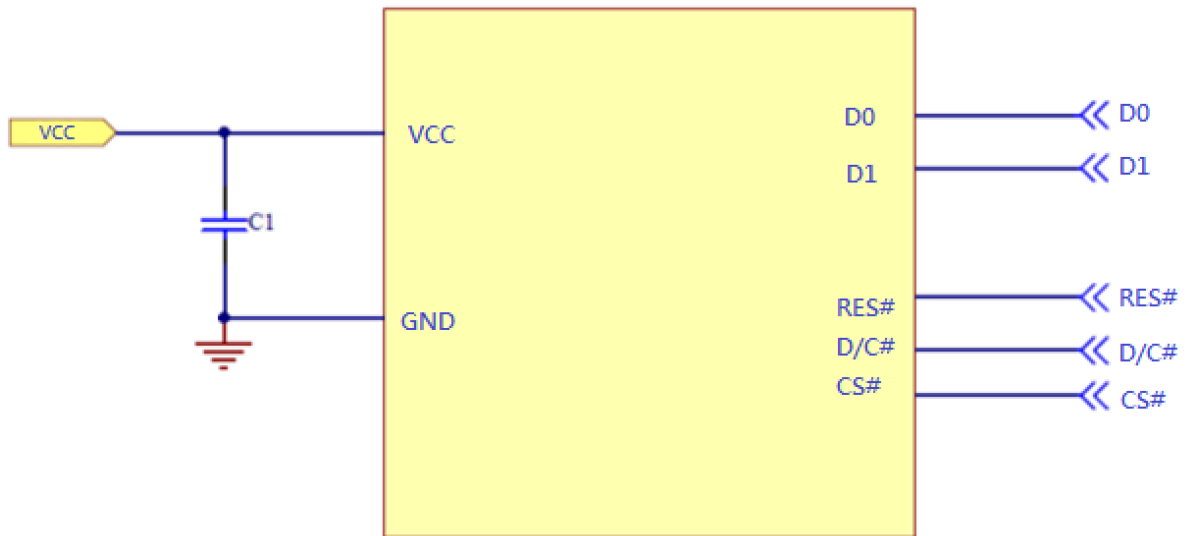 VCC
VCC
C1
GND
D0
D1
RES#
D/C#
CS#
D0
D1
RES#
D/C#
CS#